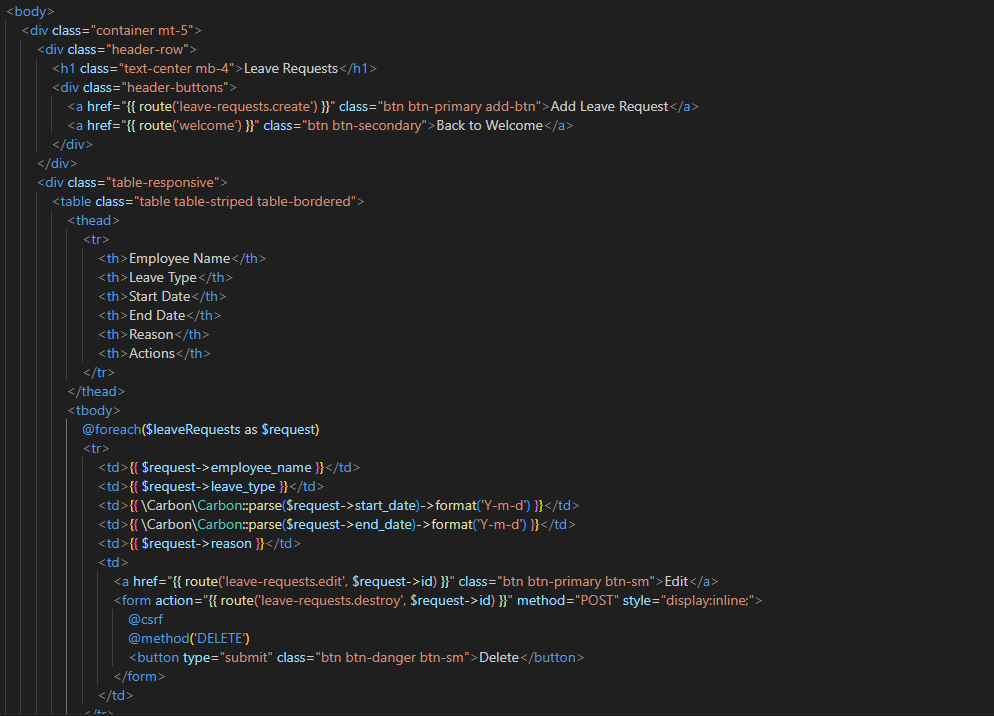 <body>
<div class="container mt-5">
<div class="header-row">
<h1 class="text-center mb-4">Leave Requests</h1>
<div class="header-buttons">
<a href="{{ route('leave-requests.create') }}" class="btn btn-primary add-btn">Add Leave Request</a>
<a href="{{ route('welcome') }}" class="btn btn-secondary">Back to Welcome</a>
</div>
</div>
<div class="table-responsive">
<table class="table table-striped table-bordered">
<thead>
<tr>
<th>Employee Name</th>
<th>Leave Type</th>
<th>Start Date</th>
<th>End Date</th>
<th>Reason</th>
<th>Actions</th>
</tr>
</thead>
<tbody>
@foreach($leaveRequests as $request)
<tr>
<td>{{ $request->employee_name }}</td>
<td>{{ $request->leave_type }}</td>
<td>{{ \Carbon\Carbon::parse($request->start_date)->format('Y-m-d') }}</td>
<td>{{ \Carbon\Carbon::parse($request->end_date)->format('Y-m-d') }}</td>
<td>{{ $request->reason }}</td>
<td>
<a href="{{ route('leave-requests.edit', $request->id) }}" class="btn btn-primary btn-sm">Edit</a>
<form action="{{ route('leave-requests.destroy', $request->id) }}" method="POST" style="display:inline;">
@csrf
@method('DELETE')
<button type="submit" class="btn btn-danger btn-sm">Delete</button>
</form>
</td>
</tr>